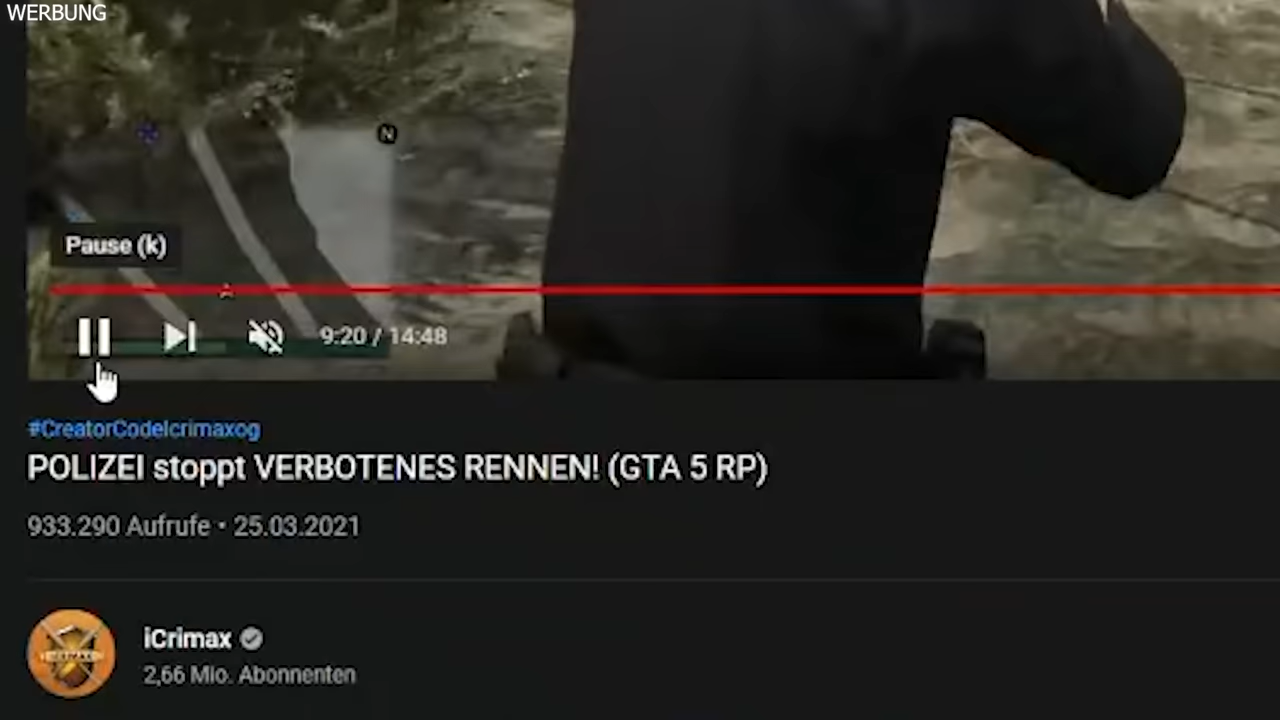 WERBUNG
N
Pause (k)
9:20 / 14:48
#CreatorCodeIcrimaxog
POLIZEI stoppt VERBOTENES RENNEN! (GTA 5 RP)
933.290 Aufrufe • 25.03.2021
iCrimax
2,66 Mio. Abonnenten